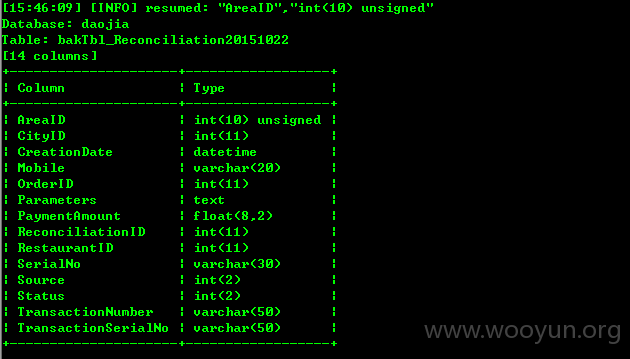 [15:46:09] [INFO] resumed: "AreaID","int(10) unsigned"
Database: daojia
Table: bakTbl_Reconciliation20151022
[14 columns]
+--------------------+------------------+
| Column | Type |
+--------------------+------------------+
| AreaID | int(10) unsigned |
| CityID | int(11) |
| CreationDate | datetime |
| Mobile | varchar(20) |
| OrderID | int(11) |
| Parameters | text |
| PaymentAmount | float(8,2) |
| ReconciliationID | int(11) |
| RestaurantID | int(11) |
| SerialNo | varchar(30) |
| Source | int(2) |
| Status | int(2) |
| TransactionNumber | varchar(50) |
| TransactionSerialNo | varchar(50) |
+--------------------+------------------+
www.wooyun.org